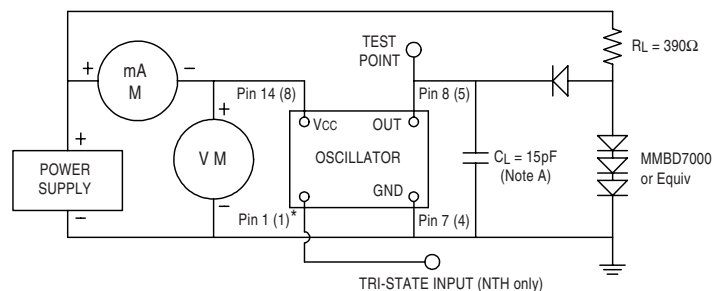 TEST
POINT
RL = 390Ω
+
mA
M
–
Pin 14 (8)
Pin 8 (5)
+
VCC
OUT
+
POWER
SUPPLY
–
V M
–
OSCILLATOR
GND
CL = 15pF
(Note A)
MMBD7000
or Equiv
Pin 1 (1)*
Pin 7 (4)
TRI-STATE INPUT (NTH only)